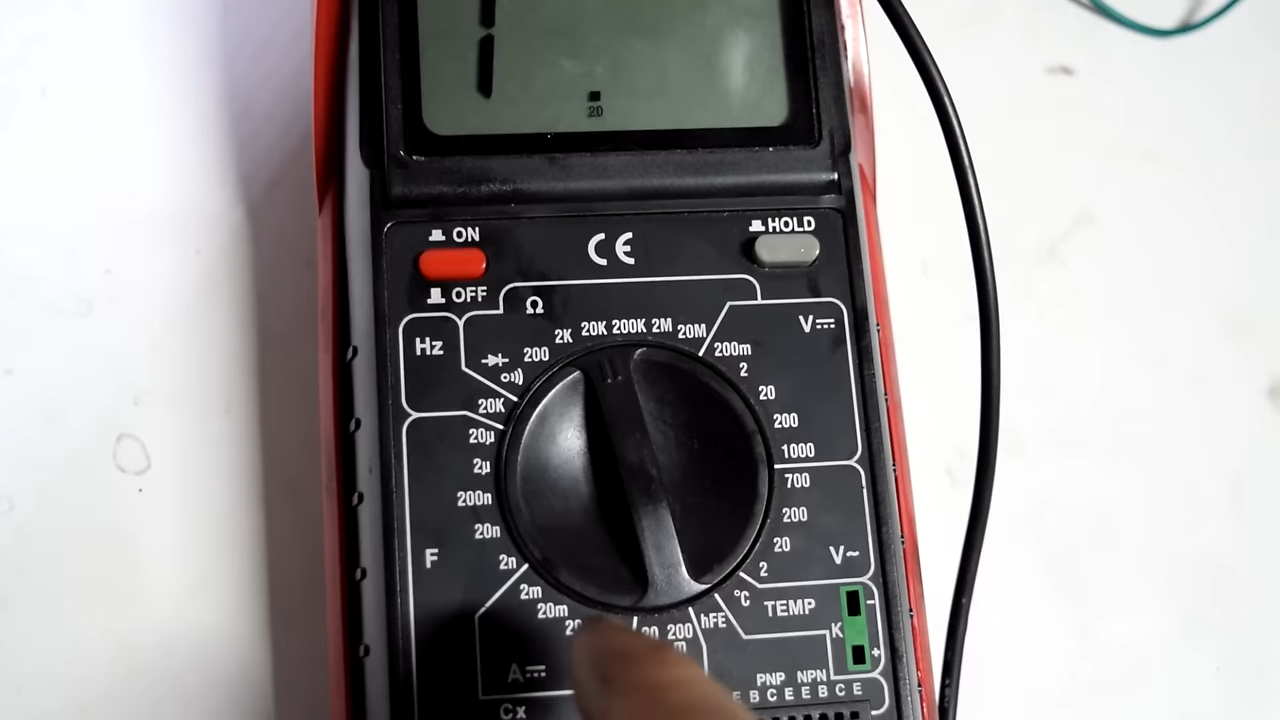 1
20
ON
HOLD
CE
OFF
Ω
Hz
2K 20K 200K 2M 20M
V
200
200m
2
20K
20
20µ
200
2µ
1000
700
200n
200
20n
20
F
V~
2n
2
2m
°C
TEMP
20m
hFE
K
20 200
m
A
PNP NPN
E B C E E B C E
Cx